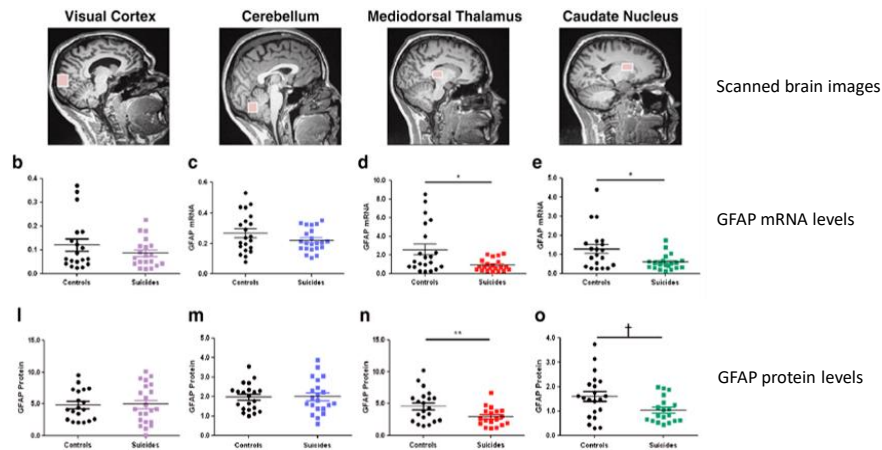 Visual Cortex Cerebellum Mediodorsal Thalamus Caudate Nucleus
Scanned brain images
b c d e
GFAP mRNA levels
0.4 0.3 0.2 0.1 0.0
Controls Suicides
GFAP mRNA
0.6 0.4 0.2 0.0
Controls Suicides
GFAP mRNA
10.0 8.0 6.0 4.0 2.0 0
*
Controls Suicides
GFAP mRNA
5.0 4.0 3.0 2.0 1.0 0.0
*
Controls Suicides
l m n o
GFAP protein levels
GFAP Protein
15.0 10.0 5.0 0
Controls Suicides
GFAP Protein
5.0 4.0 3.0 2.0 1.0 0.0
Controls Suicides
GFAP Protein
15.0 10.0 5.0 0
**
Controls Suicides
GFAP Protein
5.0 4.0 3.0 2.0 1.0 0.0
†
Controls Suicides